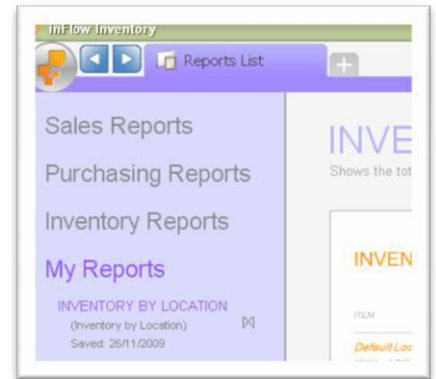 inFlow Inventory
Reports List
Sales Reports
Purchasing Reports
Inventory Reports
My Reports
INVENTORY BY LOCATION
(Inventory by Location)
Saved: 26/11/2009
INVE
Shows the tot
INVEN
ITEM
Default Loc